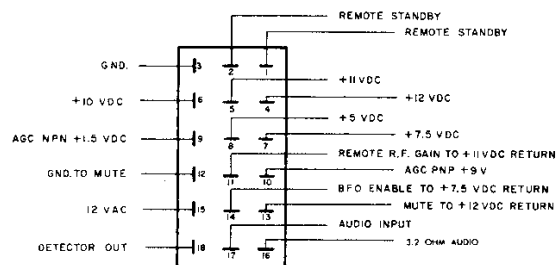 REMOTE STANDBY
REMOTE STANDBY
GND. 3 2 1
+11 VDC
+10 VDC 6 5 4 +12 VDC
+5 VDC
AGC NPN +1.5 VDC 9 8 7 +7.5 VDC
REMOTE R.F. GAIN TO +11 VDC RETURN
GND. TO MUTE 12 11 10 AGC PNP +9 V
BFO ENABLE TO +7.5 VDC RETURN
12 VAC 15 14 13 MUTE TO +12 VDC RETURN
AUDIO INPUT
DETECTOR OUT 18 17 16 3.2 OHM AUDIO